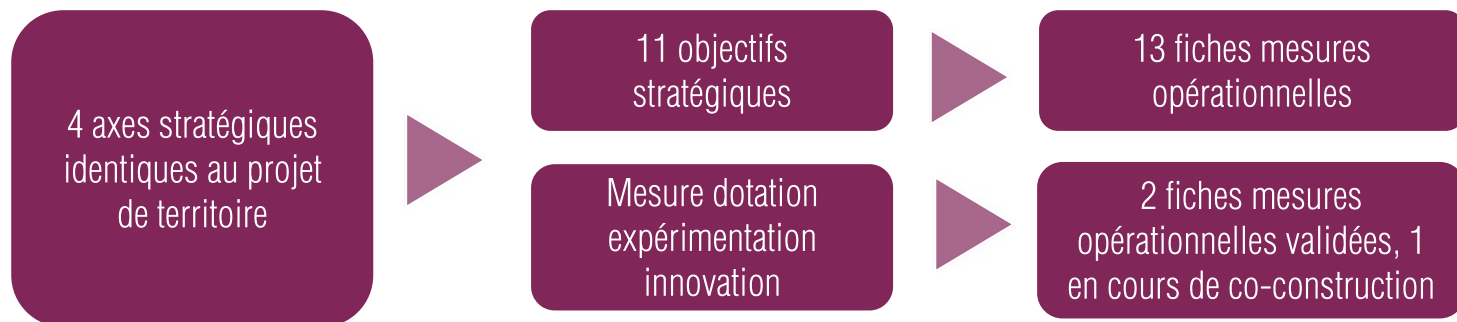 4 axes stratégiques
identiques au projet
de territoire
11 objectifs
stratégiques
13 fiches mesures
opérationnelles
Mesure dotation
expérimentation
innovation
2 fiches mesures
opérationnelles validées, 1
en cours de co-construction